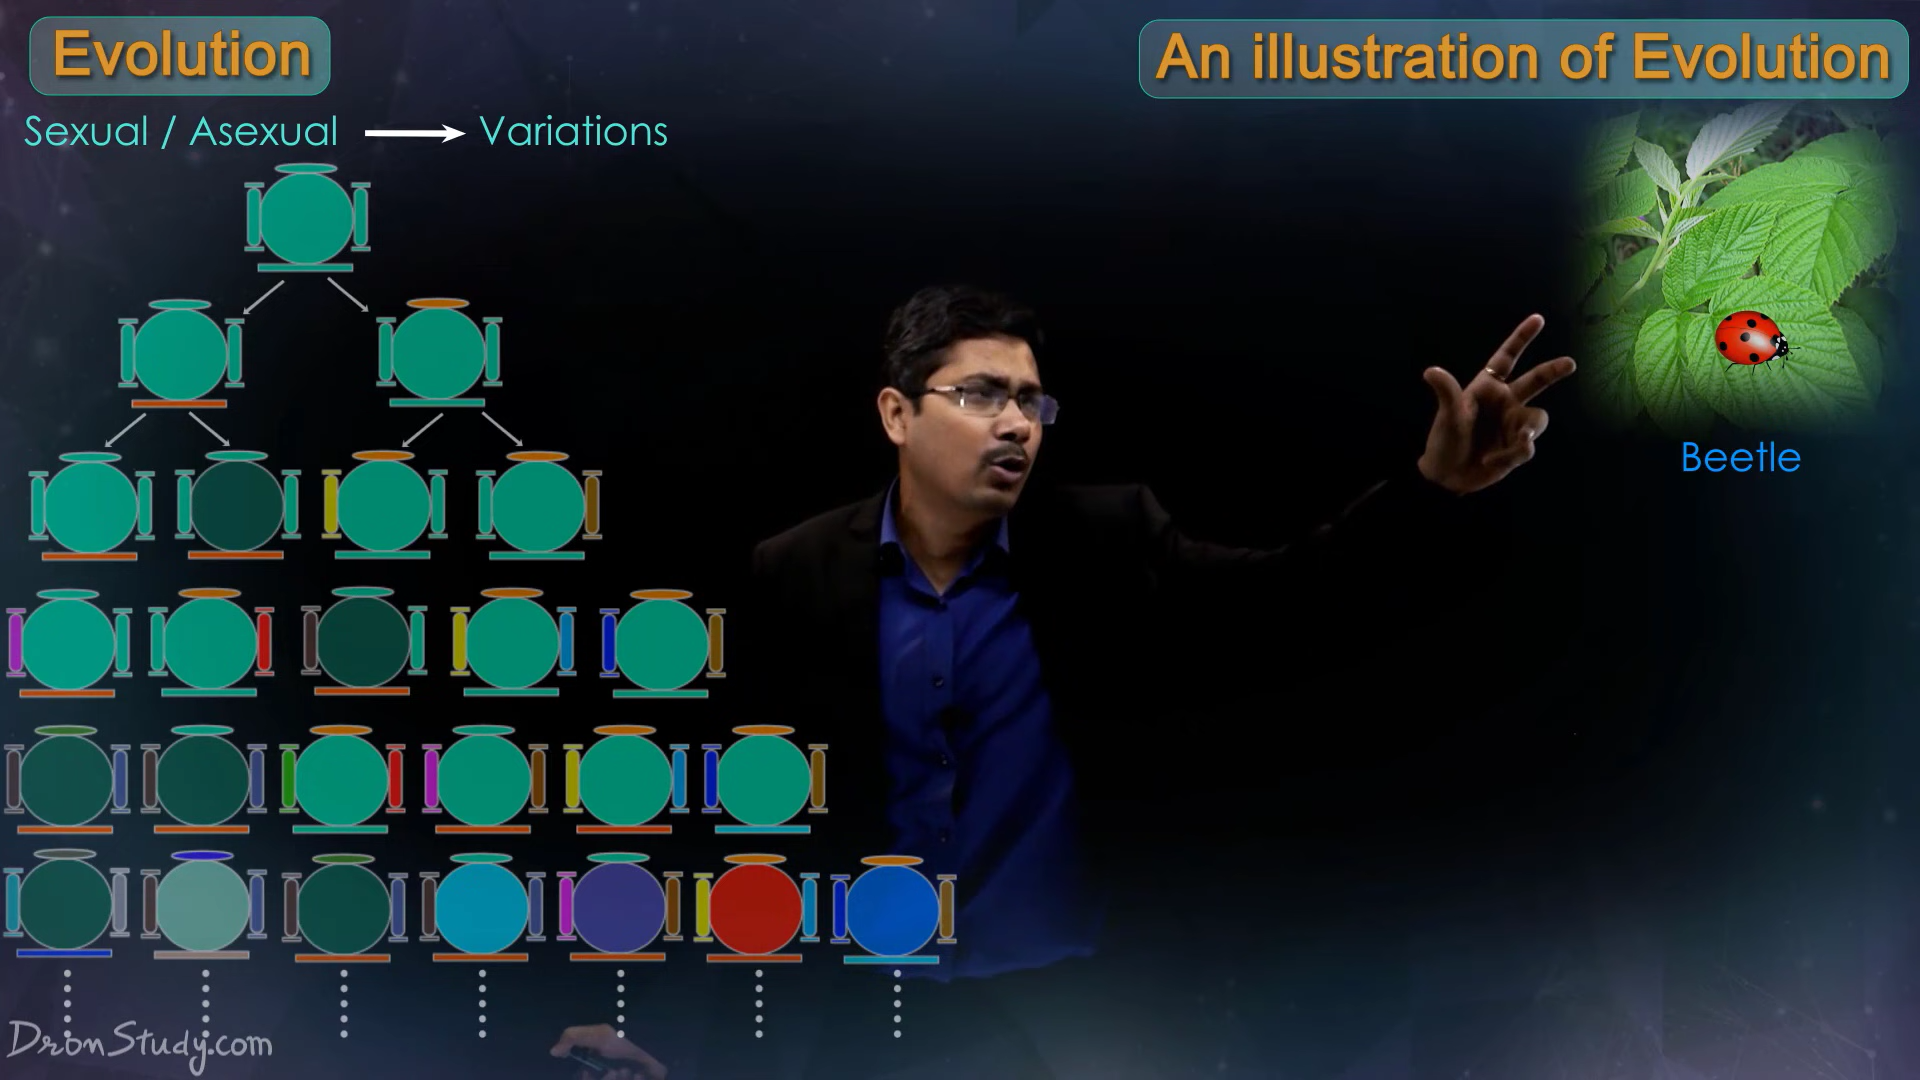 Evolution
An illustration of Evolution
Sexual / Asexual
Variations
Beetle
DronStudy.com